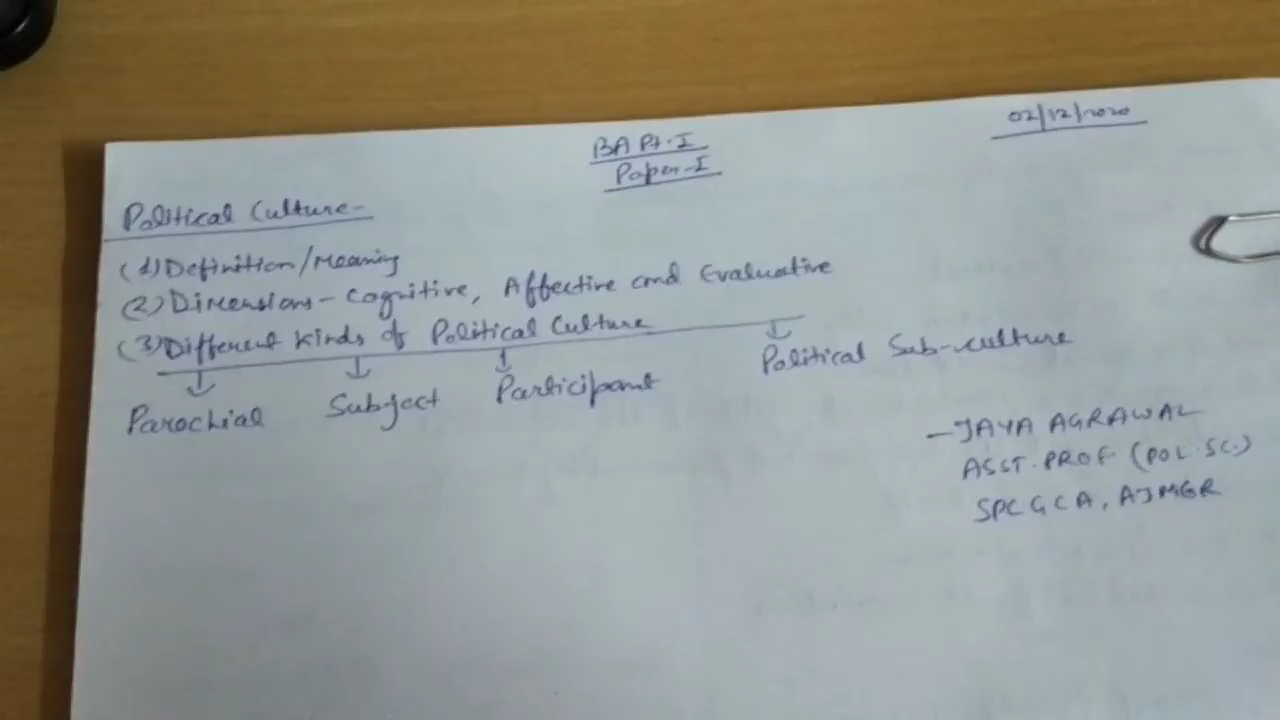 02/12/2020
BA Pt.I
Paper-I
Political Culture-
(1) Definition/Meaning
(2) Dimensions - Cognitive, Affective and Evaluative
(3) Different Kinds of Political Culture
Parochial Subject Participant Political Sub-culture
- JAYA AGRAWAL
ASST. PROF. (POL.SC.)
SPCGCA, AJMER